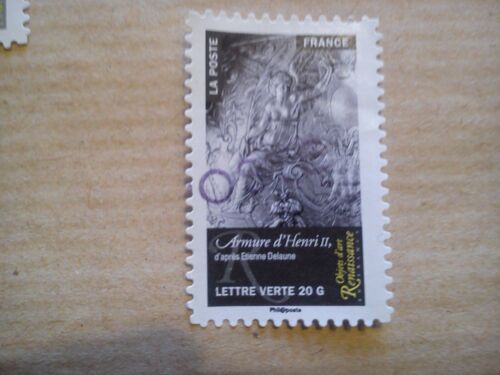 LA POSTE
FRANCE
Armure d'Henri II,
d'après Etienne Delaune
LETTRE VERTE 20 G
Objets d'art
Renaissance
Phil@poste